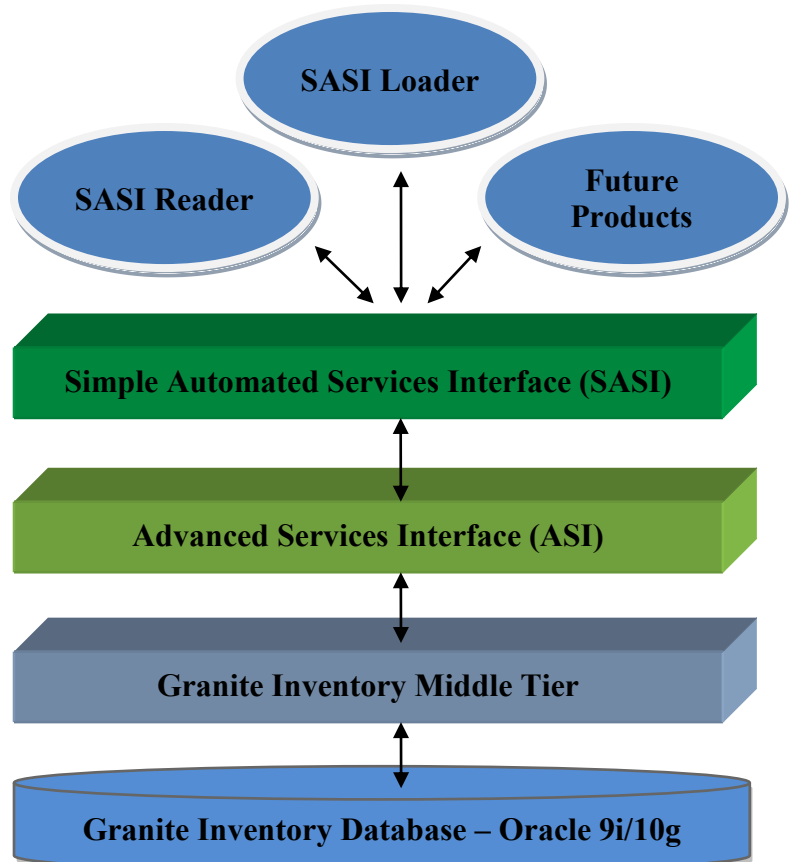 SASI Loader
SASI Reader
Future
Products
Simple Automated Services Interface (SASI)
Advanced Services Interface (ASI)
Granite Inventory Middle Tier
Granite Inventory Database – Oracle 9i/10g